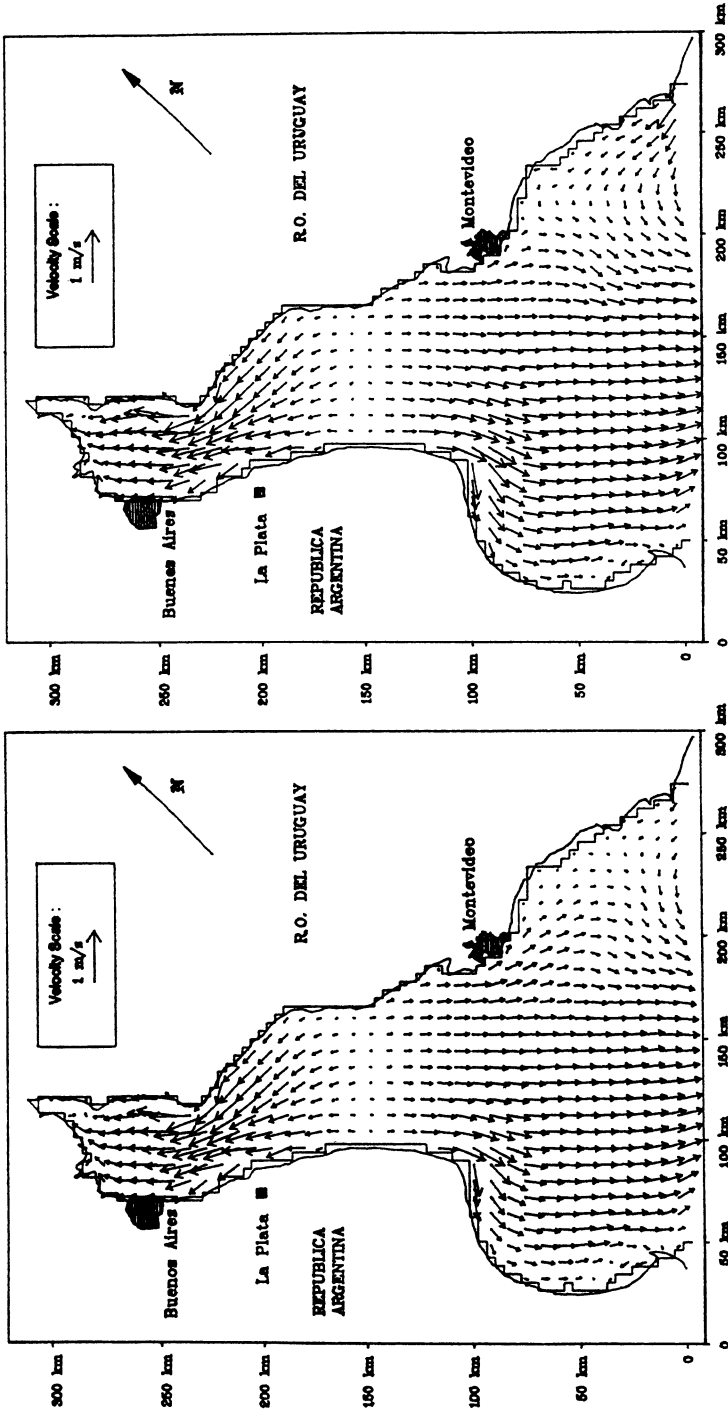 Velocity Scale :
1 m/s
N
R.O. DEL URUGUAY
Montevideo
Buenos Aires
La Plata
REPUBLICA
ARGENTINA
300 km
250 km
200 km
150 km
100 km
50 km
0
0
50 km
100 km
150 km
200 km
250 km
300 km
Velocity Scale :
1 m/s
N
R.O. DEL URUGUAY
Montevideo
Buenos Aires
La Plata
REPUBLICA
ARGENTINA
300 km
250 km
200 km
150 km
100 km
50 km
0
0
50 km
100 km
150 km
200 km
250 km
300 km